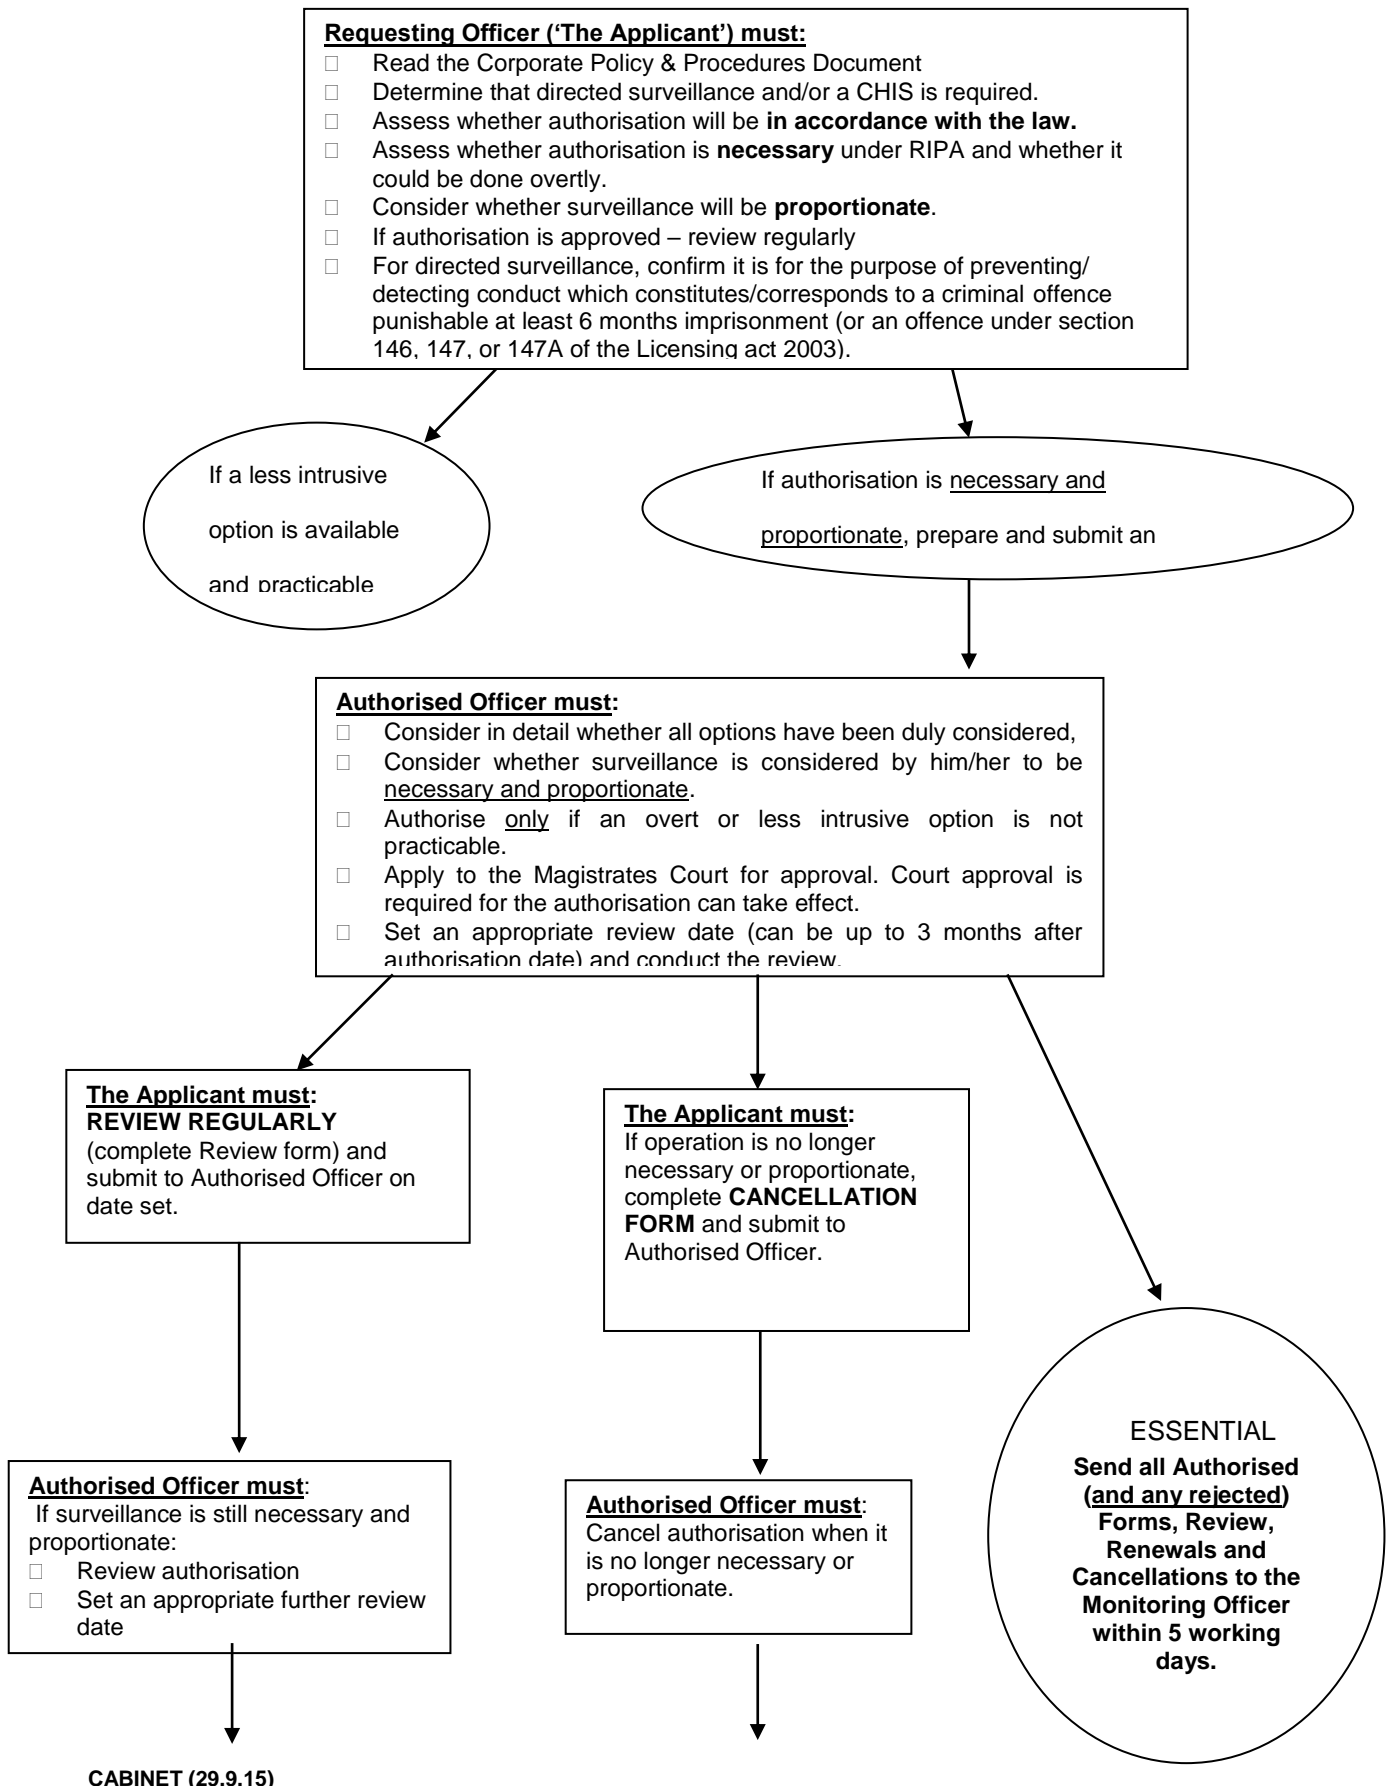 Requesting Officer (‘The Applicant’) must:
Read the Corporate Policy & Procedures Document
Determine that directed surveillance and/or a CHIS is required.
Assess whether authorisation will be in accordance with the law.
Assess whether authorisation is necessary under RIPA and whether it
could be done overtly.
Consider whether surveillance will be proportionate.
If authorisation is approved – review regularly
For directed surveillance, confirm it is for the purpose of preventing/
detecting conduct which constitutes/corresponds to a criminal offence
punishable at least 6 months imprisonment (or an offence under section
146, 147, or 147A of the Licensing act 2003).
If a less intrusive
option is available
and practicable
If authorisation is necessary and
proportionate, prepare and submit an
Authorised Officer must:
Consider in detail whether all options have been duly considered,
Consider whether surveillance is considered by him/her to be
necessary and proportionate.
Authorise only if an overt or less intrusive option is not
practicable.
Apply to the Magistrates Court for approval. Court approval is
required for the authorisation can take effect.
Set an appropriate review date (can be up to 3 months after
authorisation date) and conduct the review.
The Applicant must:
REVIEW REGULARLY
(complete Review form) and
submit to Authorised Officer on
date set.
The Applicant must:
If operation is no longer
necessary or proportionate,
complete CANCELLATION
FORM and submit to
Authorised Officer.
Authorised Officer must:
If surveillance is still necessary and
proportionate:
Review authorisation
Set an appropriate further review
date
Authorised Officer must:
Cancel authorisation when it
is no longer necessary or
proportionate.
ESSENTIAL
Send all Authorised
(and any rejected)
Forms, Review,
Renewals and
Cancellations to the
Monitoring Officer
within 5 working
days.
CABINET (29.9.15)